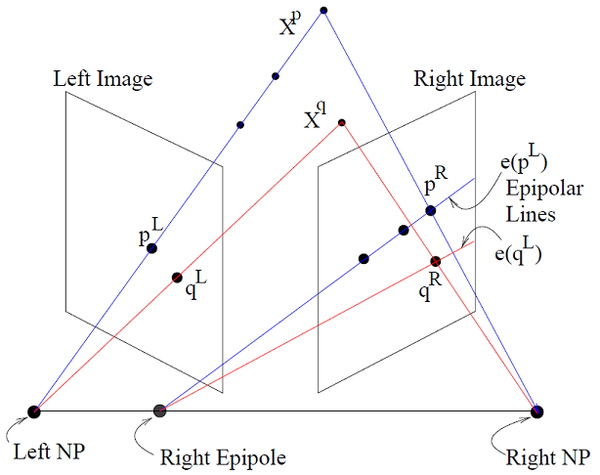 X^p
Left Image
Right Image
X^q
e(p^L)
p^R
Epipolar
Lines
p^L
e(q^L)
q^L
q^R
Left NP
Right Epipole
Right NP